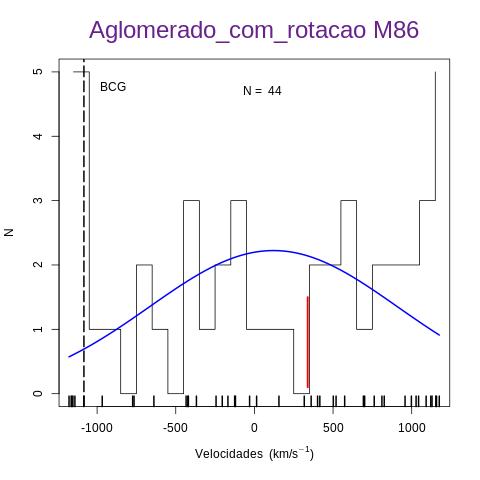 Aglomerado_com_rotacao M86
BCG
N = 44
5
4
3
2
1
0
N
-1000 -500 0 500 1000
Velocidades (km/s⁻¹)